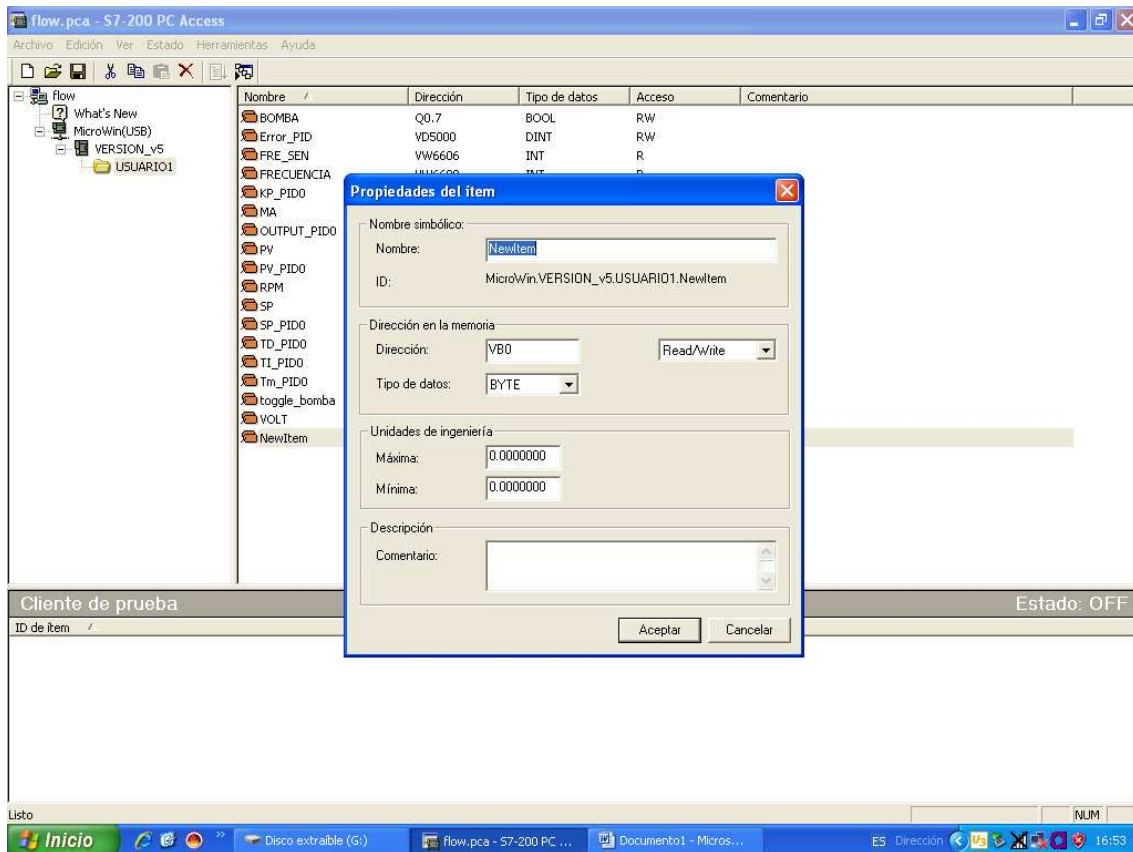 flow.pca - S7-200 PC Access
Archivo Edición Ver Estado Herramientas Ayuda
flow
What's New
MicroWin(USB)
VERSION_v5
USUARIO1
Nombre Dirección Tipo de datos Acceso Comentario
BOMBA Q0.7 BOOL RW
Error_PID VD5000 DINT RW
FRE_SEN VW6606 INT R
FRECUENCIA
KP_PID0
MA
OUTPUT_PID0
PV
PV_PID0
RPM
SP
SP_PID0
TD_PID0
TI_PID0
Tm_PID0
toggle_bomba
VOLT
NewItem
Propiedades del ítem
Nombre simbólico:
Nombre: NewItem
ID: MicroWin.VERSION_v5.USUARIO1.NewItem
Dirección en la memoria
Dirección: VB0 Read/Write
Tipo de datos: BYTE
Unidades de ingeniería
Máxima: 0.0000000
Mínima: 0.0000000
Descripción
Comentario:
Aceptar Cancelar
Cliente de prueba Estado: OFF
ID de ítem
Listo NUM
Inicio Disco extraíble (G:) flow.pca - S7-200 PC ... Documento1 - Micros... ES Dirección 16:53